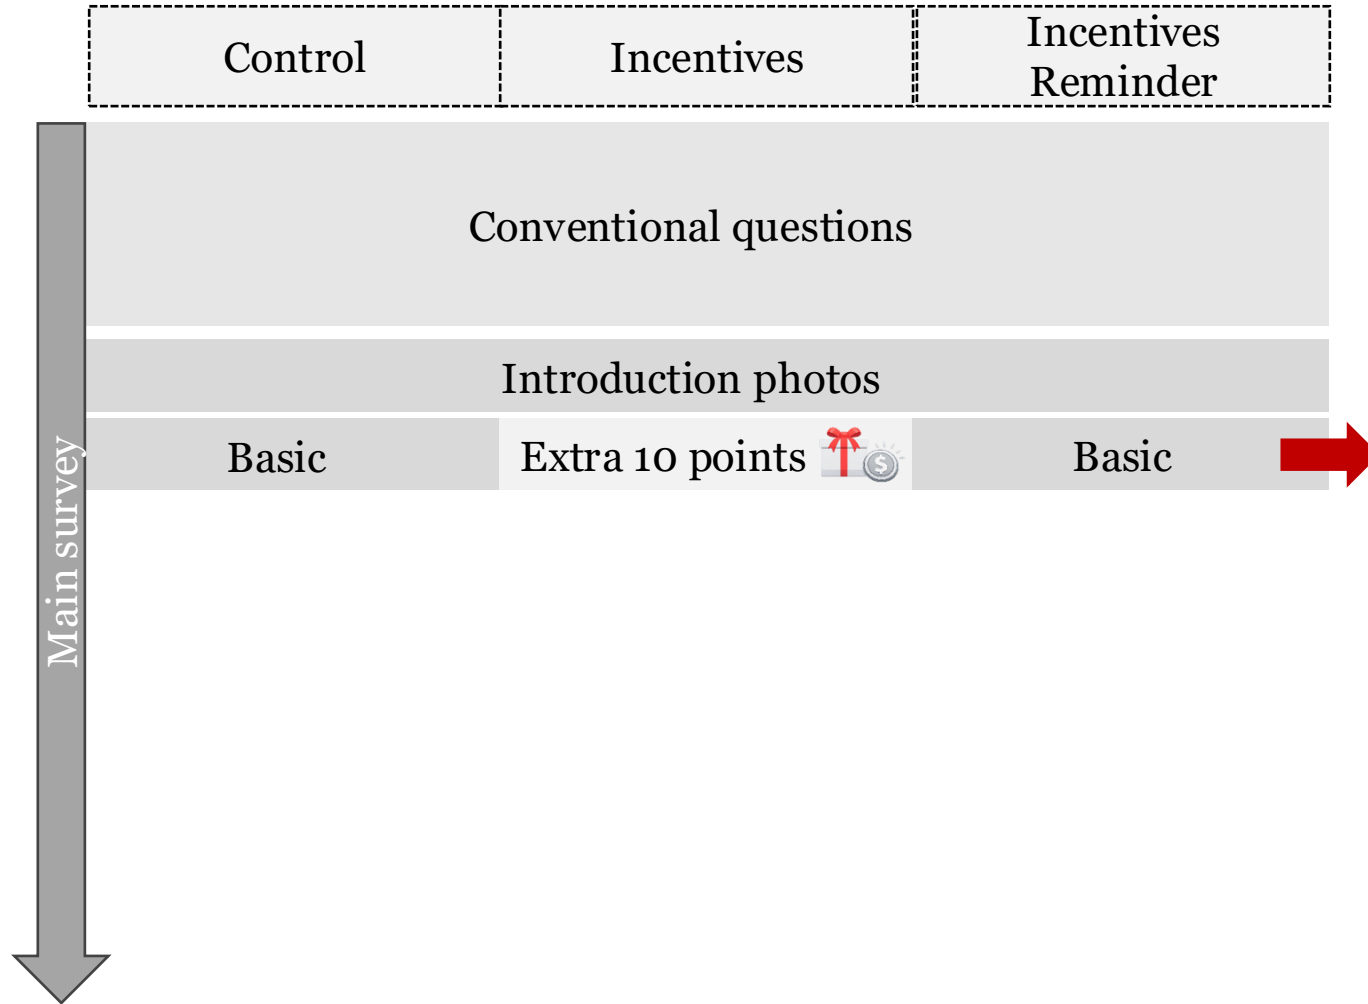 Control
Incentives
Incentives
Reminder
Conventional questions
Introduction photos
Basic
Extra 10 points
$
Basic
Main survey